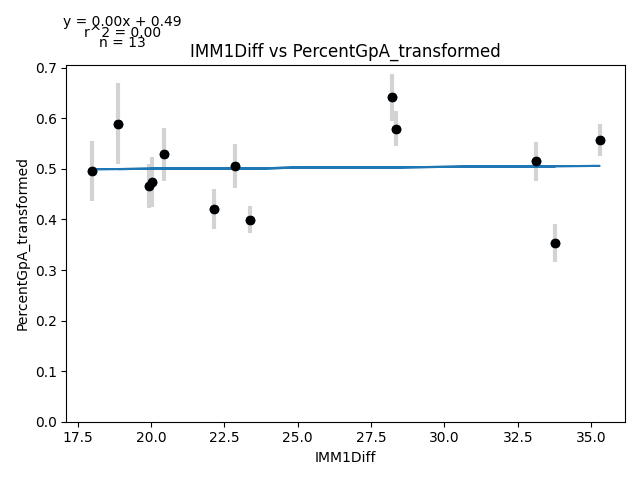 y = 0.00x + 0.49
r^2 = 0.00
n = 13
IMM1Diff vs PercentGpA_transformed
0.7
0.6
0.5
0.4
0.3
0.2
0.1
0.0
PercentGpA_transformed
17.5 20.0 22.5 25.0 27.5 30.0 32.5 35.0
IMM1Diff